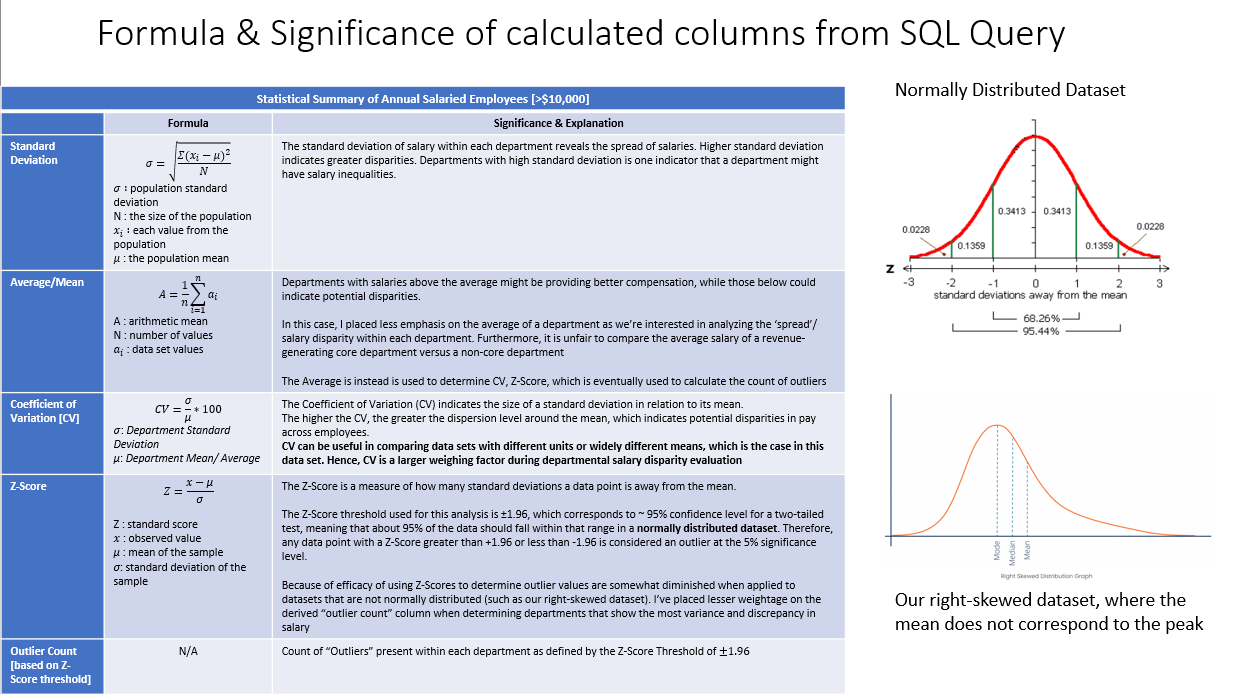 Formula & Significance of calculated columns from SQL Query
Statistical Summary of Annual Salaried Employees [>$10,000]
Formula
Significance & Explanation
Standard
Deviation
σ = √(Σ(xᵢ − μ)² / N)
σ : population standard
deviation
N : the size of the population
xᵢ : each value from the
population
μ : the population mean
The standard deviation of salary within each department reveals the spread of salaries. Higher standard deviation
indicates greater disparities. Departments with high standard deviation is one indicator that a department might
have salary inequalities.
Average/Mean
A = 1/n ∑ᵢ₌₁ⁿ aᵢ
A : arithmetic mean
N : number of values
aᵢ : data set values
Departments with salaries above the average might be providing better compensation, while those below could
indicate potential disparities.
In this case, I placed less emphasis on the average of a department as we're interested in analyzing the 'spread'/
salary disparity within each department. Furthermore, it is unfair to compare the average salary of a revenue-
generating core department versus a non-core department
The Average is instead is used to determine CV, Z-Score, which is eventually used to calculate the count of outliers
Coefficient of
Variation [CV]
CV = σ/μ * 100
σ: Department Standard
Deviation
μ: Department Mean/ Average
The Coefficient of Variation (CV) indicates the size of a standard deviation in relation to its mean.
The higher the CV, the greater the dispersion level around the mean, which indicates potential disparities in pay
across employees.
CV can be useful in comparing data sets with different units or widely different means, which is the case in this
data set. Hence, CV is a larger weighing factor during departmental salary disparity evaluation
Z-Score
Z = (x − μ)/σ
Z : standard score
x : observed value
μ : mean of the sample
σ: standard deviation of the
sample
The Z-Score is a measure of how many standard deviations a data point is away from the mean.
The Z-Score threshold used for this analysis is ±1.96, which corresponds to ~ 95% confidence level for a two-tailed
test, meaning that about 95% of the data should fall within that range in a normally distributed dataset. Therefore,
any data point with a Z-Score greater than +1.96 or less than -1.96 is considered an outlier at the 5% significance
level.
Because of efficacy of using Z-Scores to determine outlier values are somewhat diminished when applied to
datasets that are not normally distributed (such as our right-skewed dataset). I've placed lesser weightage on the
derived "outlier count" column when determining departments that show the most variance and discrepancy in
salary
Outlier Count
[based on Z-
Score threshold]
N/A
Count of "Outliers" present within each department as defined by the Z-Score Threshold of ±1.96
Normally Distributed Dataset
0.3413 0.3413
0.0228 0.0228
0.1359 0.1359
Z
-3 -2 -1 0 1 2 3
standard deviations away from the mean
68.26%
95.44%
Mode
Median
Mean
Right Skewed Distribution Graph
Our right-skewed dataset, where the
mean does not correspond to the peak